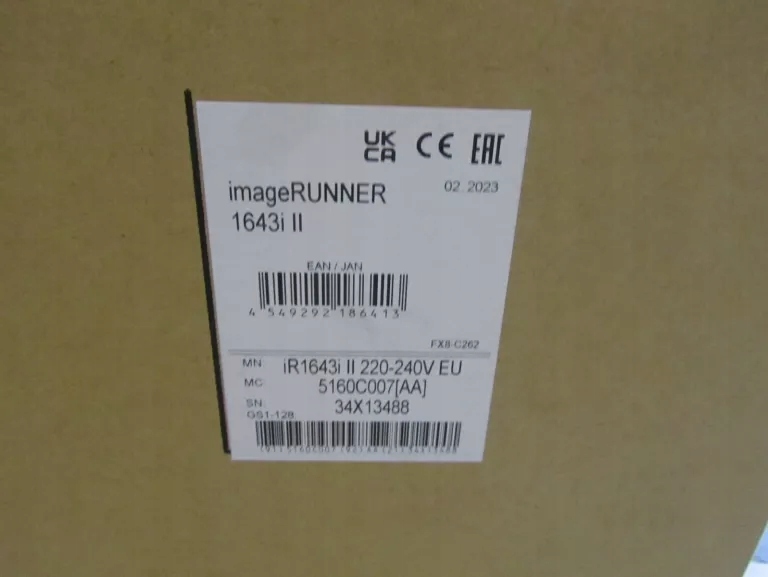 UK CA CE EAC
imageRUNNER 02. 2023
1643i II
EAN / JAN
4 549292 186413
FX8-C262
MN iR1643i II 220-240V EU
MC 5160C007[AA]
SN 34X13488
GS1-128